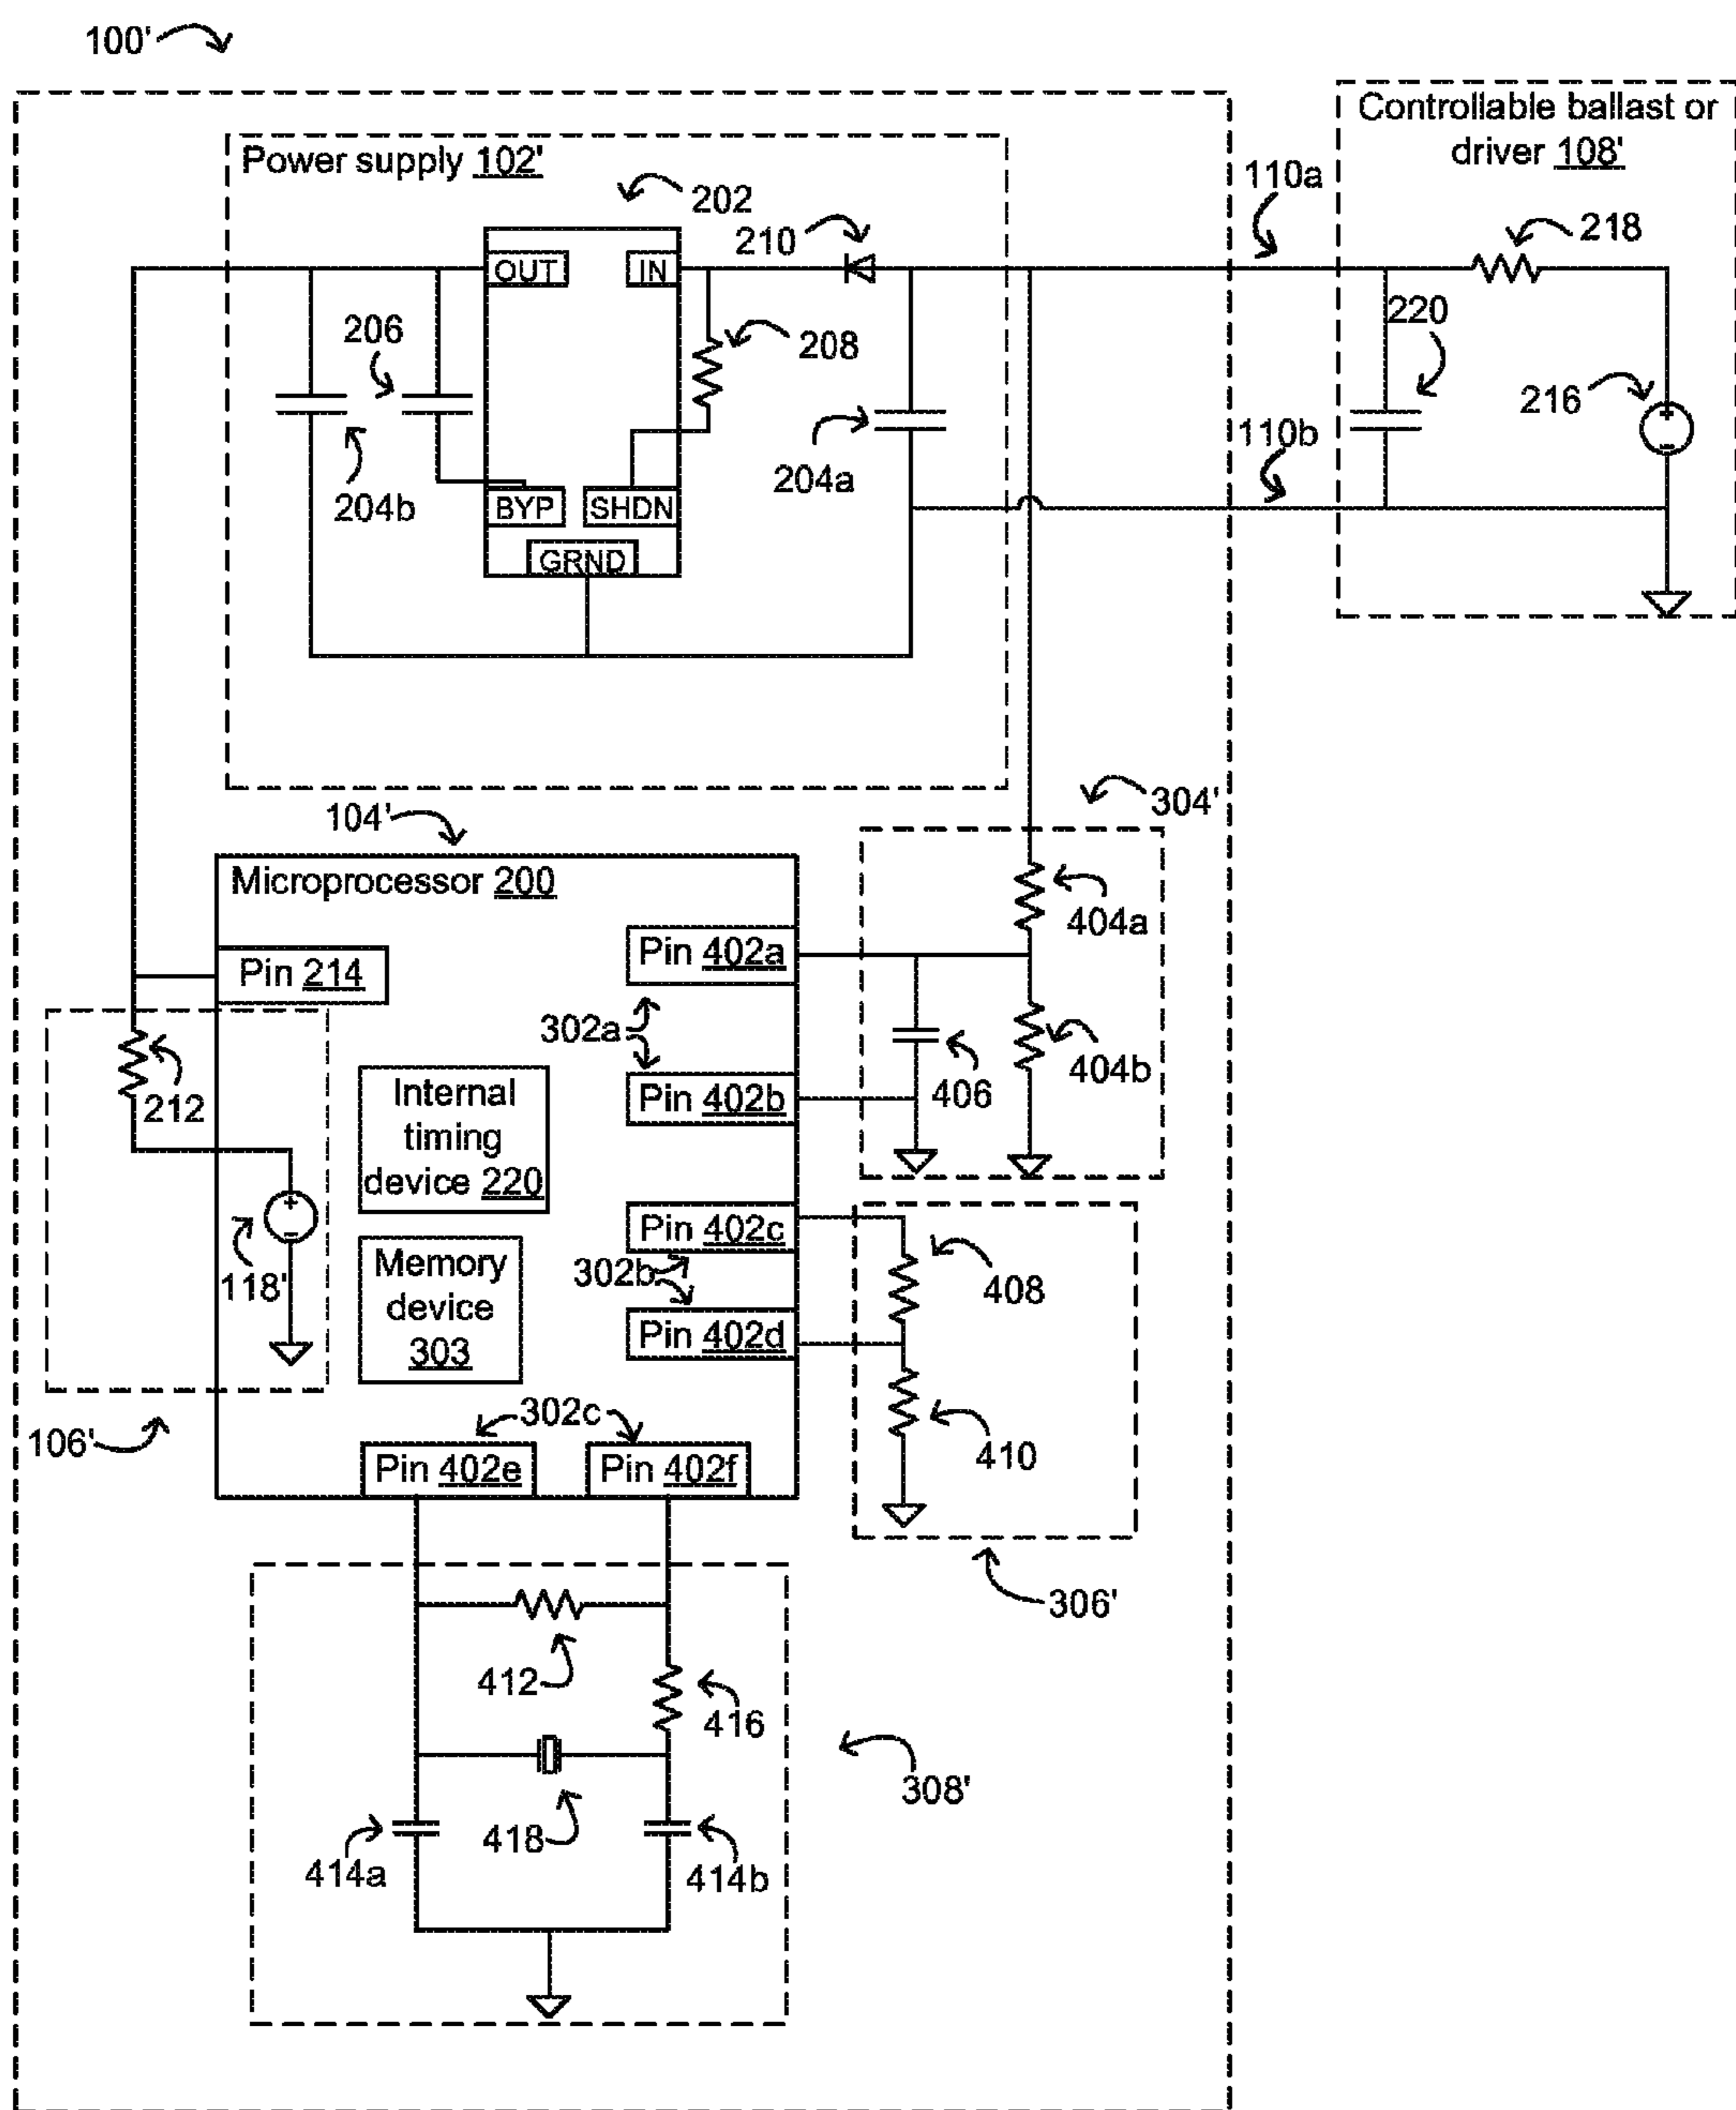 100'
Controllable ballast or
driver 108'
Power supply 102'
202
210
110a
218
OUT
IN
206
208
220
216
204b
204a
110b
BYP
SHDN
GRND
104'
304'
Microprocessor 200
404a
Pin 402a
Pin 214
302a
404b
406
212
Internal
timing
device 220
Pin 402b
Pin 402c
302b
408
118'
Memory
device
303
Pin 402d
302c
106'
410
Pin 402e
Pin 402f
306'
412
416
308'
418
414a
414b